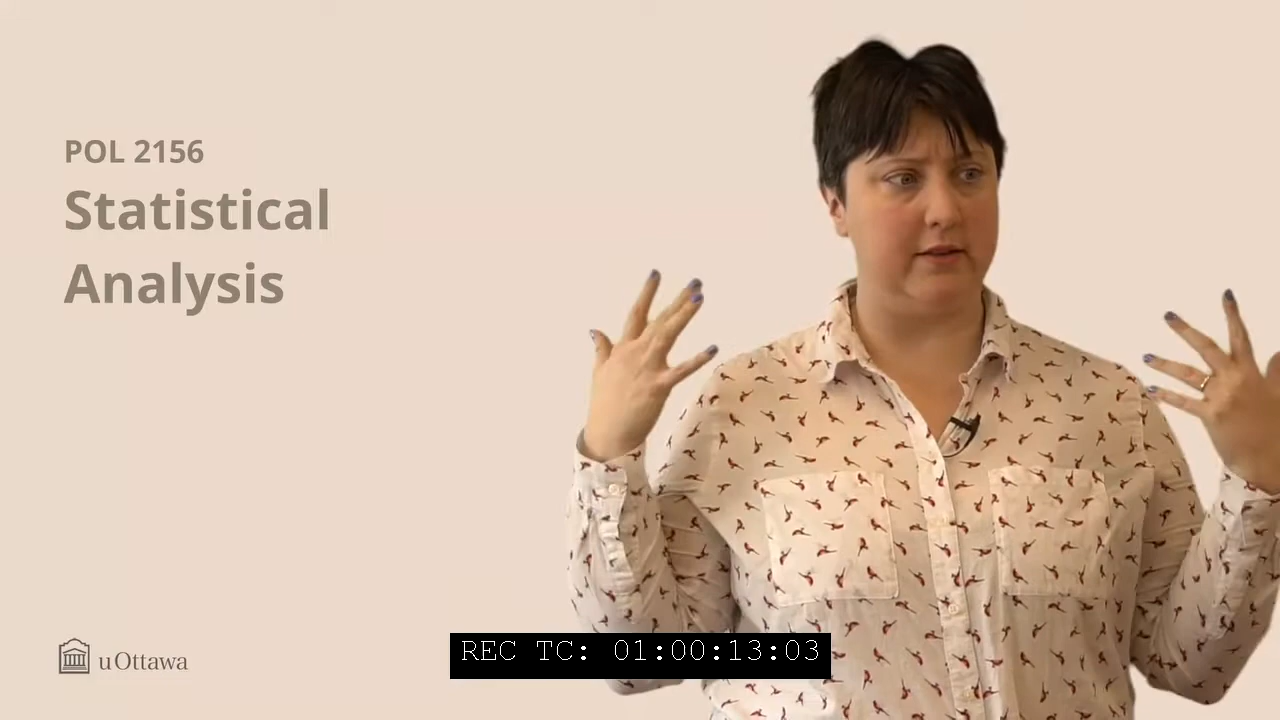 POL 2156
Statistical
Analysis
uOttawa
REC TC: 01:00:13:03